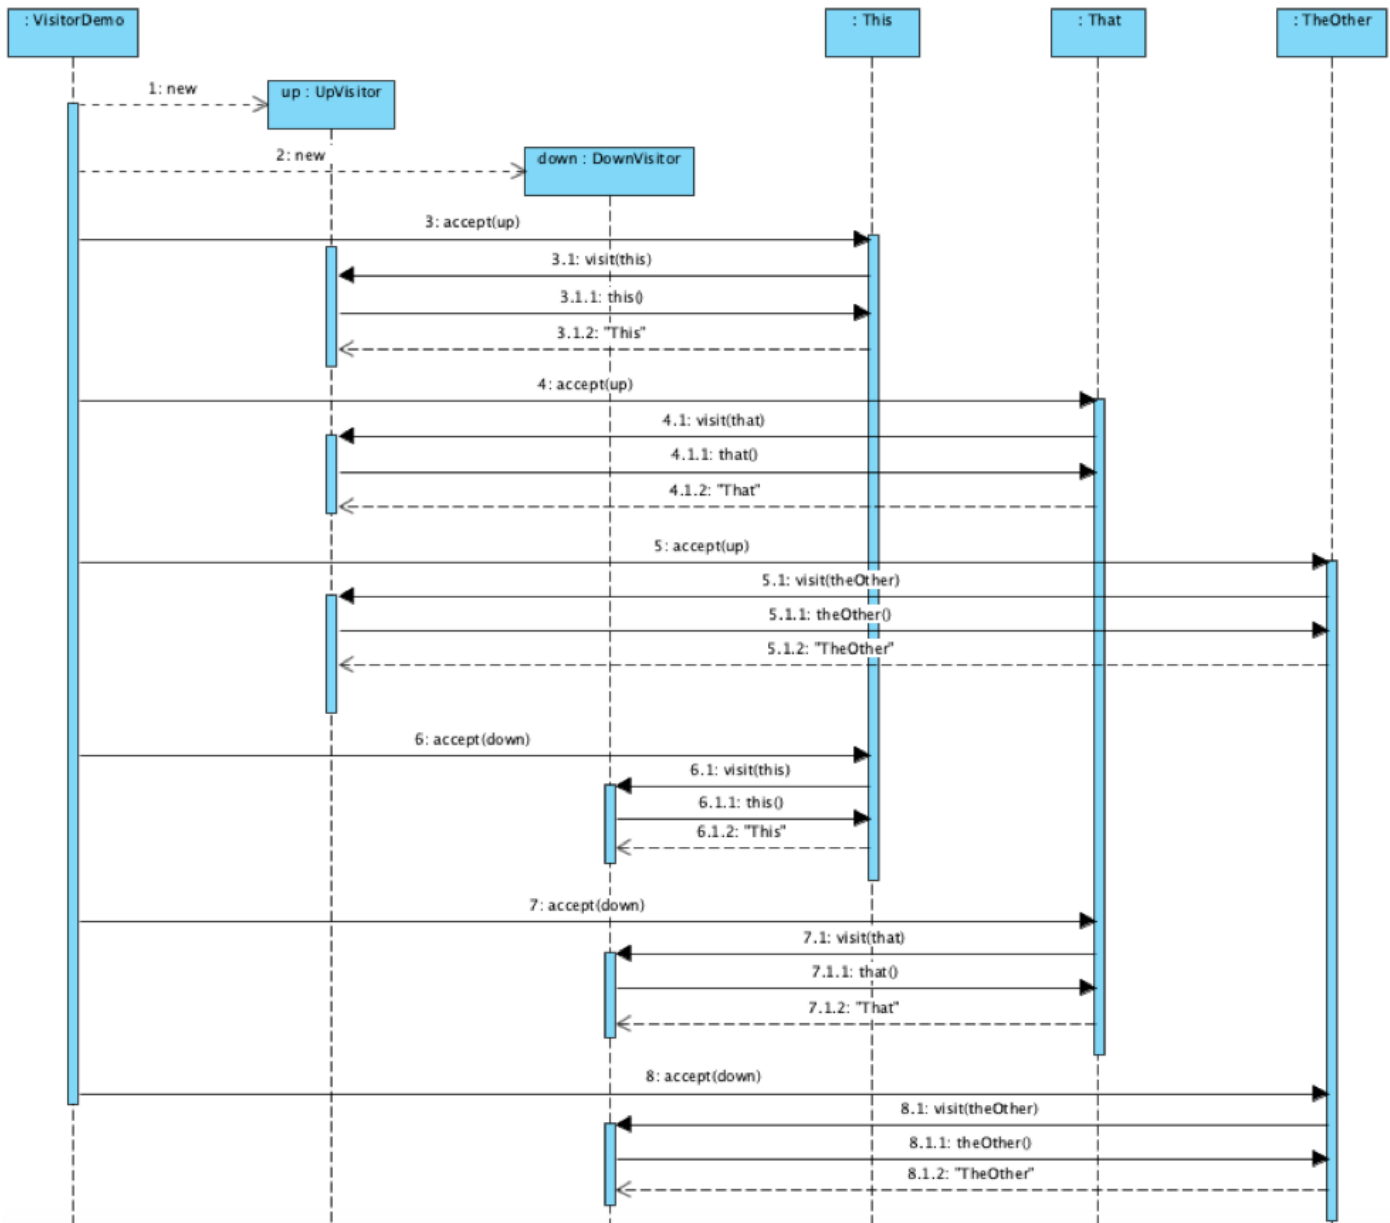 : VisitorDemo
: This
: That
: TheOther
1: new
up : UpVisitor
2: new
down : DownVisitor
3: accept(up)
3.1: visit(this)
3.1.1: this()
3.1.2: "This"
4: accept(up)
4.1: visit(that)
4.1.1: that()
4.1.2: "That"
5: accept(up)
5.1: visit(theOther)
5.1.1: theOther()
5.1.2: "TheOther"
6: accept(down)
6.1: visit(this)
6.1.1: this()
6.1.2: "This"
7: accept(down)
7.1: visit(that)
7.1.1: that()
7.1.2: "That"
8: accept(down)
8.1: visit(theOther)
8.1.1: theOther()
8.1.2: "TheOther"